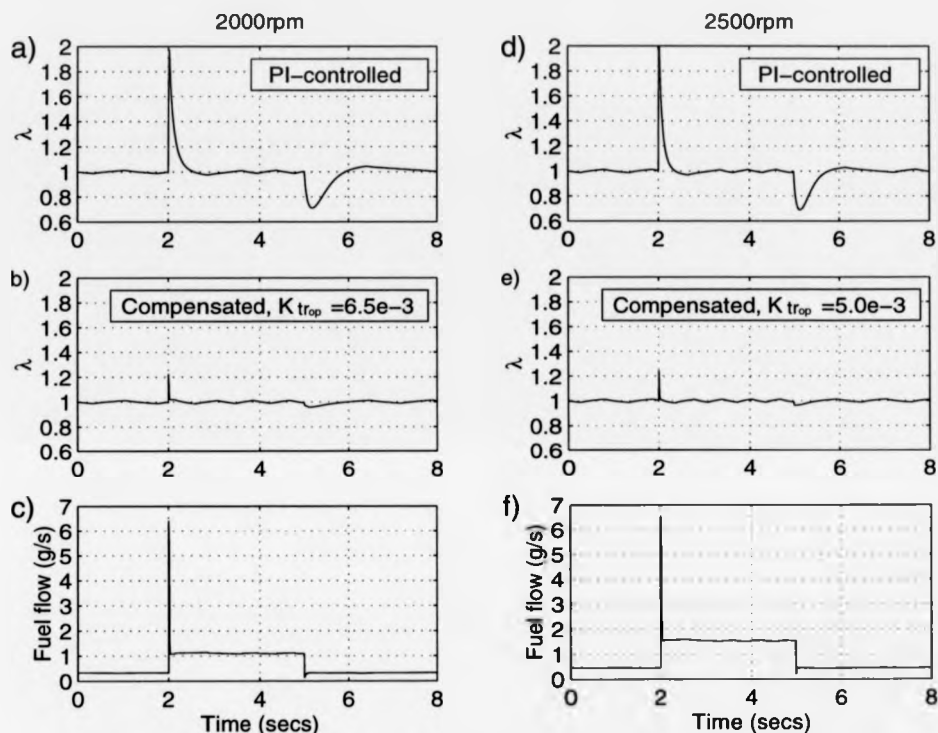 2000rpm
a)
2
1.8
1.6
1.4
1.2
1
0.8
0.6
λ
PI-controlled
0 2 4 6 8
b)
2
1.8
1.6
1.4
1.2
1
0.8
0.6
λ
Compensated, K trop =6.5e-3
0 2 4 6 8
c)
7
6
5
4
3
2
1
0
Fuel flow (g/s)
0 2 4 6 8
Time (secs)
2500rpm
d)
2
1.8
1.6
1.4
1.2
1
0.8
0.6
λ
PI-controlled
0 2 4 6 8
e)
2
1.8
1.6
1.4
1.2
1
0.8
0.6
λ
Compensated, K trop =5.0e-3
0 2 4 6 8
f)
7
6
5
4
3
2
1
0
Fuel flow (g/s)
0 2 4 6 8
Time (secs)